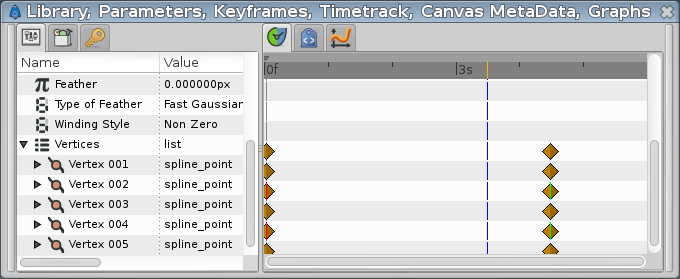 Library, Parameters, Keyframes, Timetrack, Canvas MetaData, Graphs
Name Value
0f 3s
Feather 0.000000px
Type of Feather Fast Gaussian
Winding Style Non Zero
Vertices list
Vertex 001 spline_point
Vertex 002 spline_point
Vertex 003 spline_point
Vertex 004 spline_point
Vertex 005 spline_point